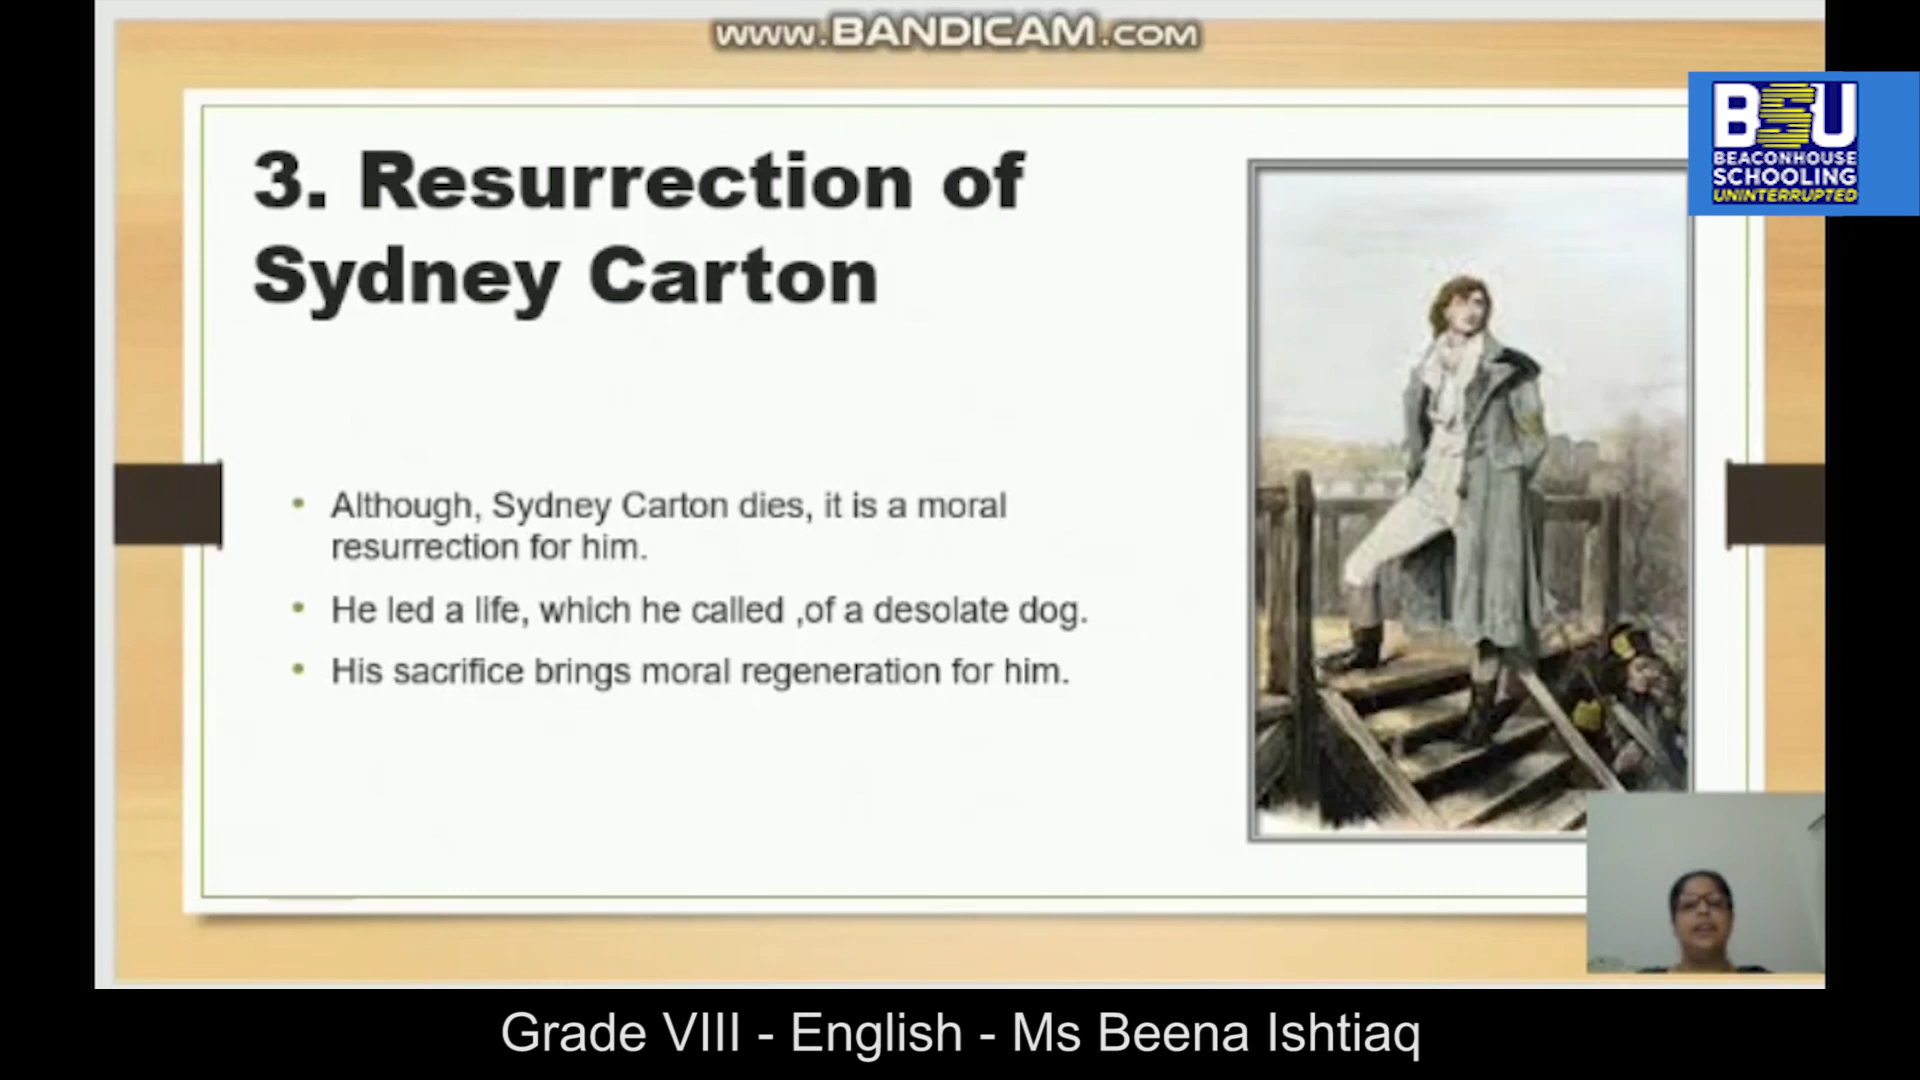 www.BANDICAM.com
BSU
BEACONHOUSE
SCHOOLING
UNINTERRUPTED
3. Resurrection of
Sydney Carton
• Although, Sydney Carton dies, it is a moral
resurrection for him.
• He led a life, which he called ,of a desolate dog.
• His sacrifice brings moral regeneration for him.
Grade VIII - English - Ms Beena Ishtiaq